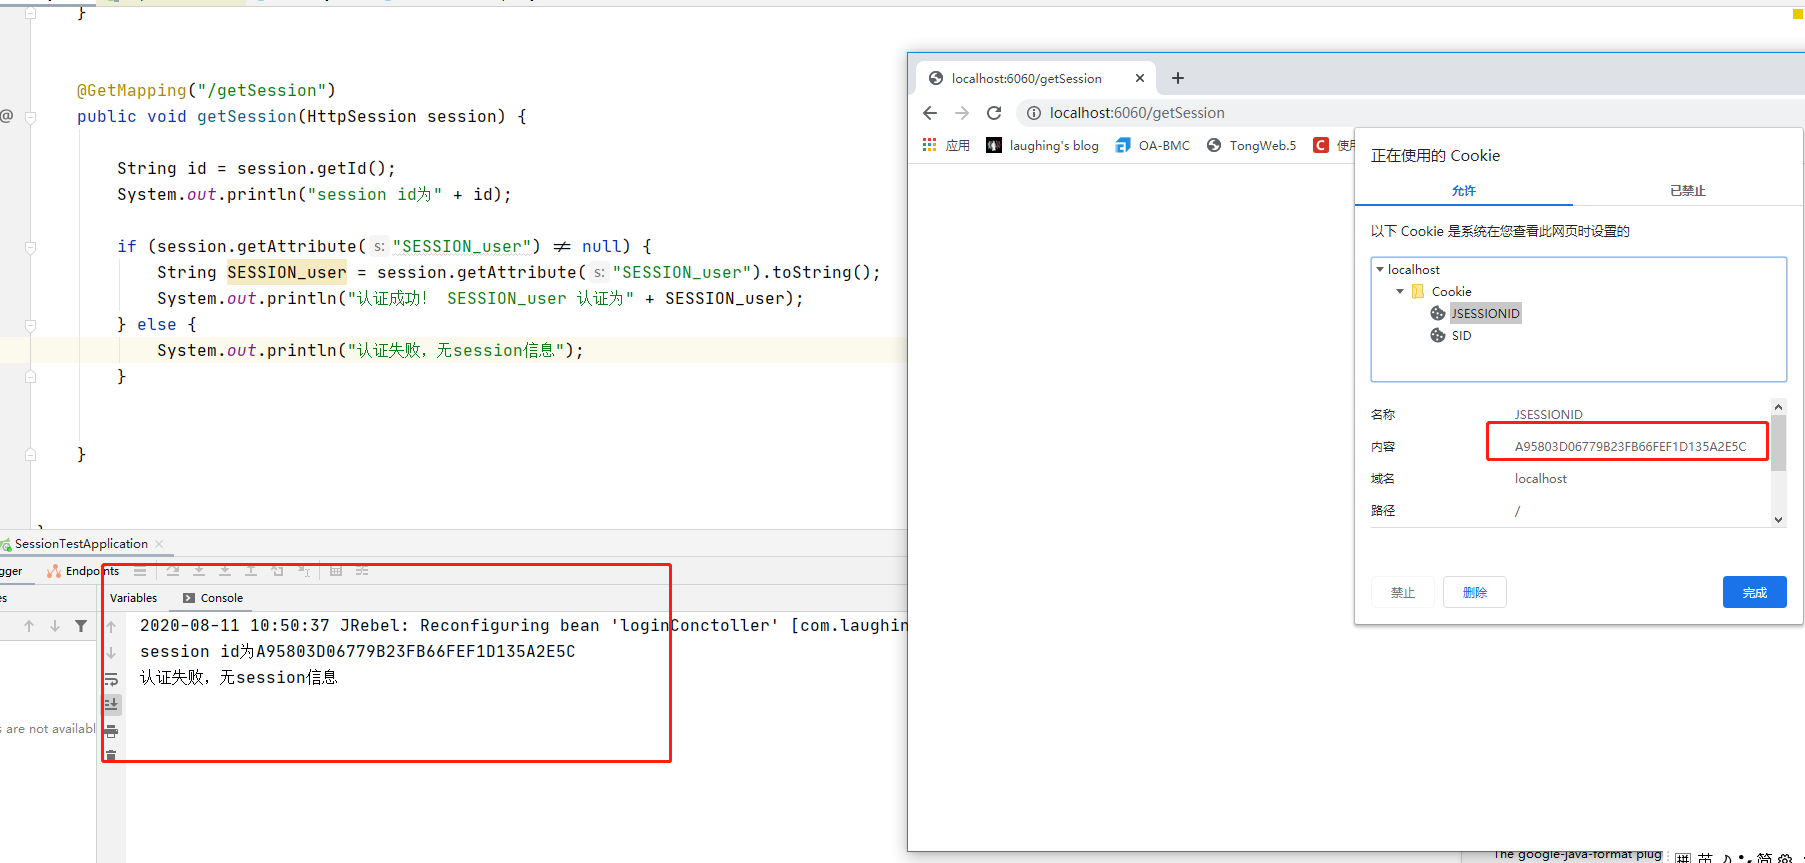 }
@GetMapping("/getSession")
public void getSession(HttpSession session) {
String id = session.getId();
System.out.println("session id为" + id);
if (session.getAttribute( s: "SESSION_user") ≠ null) {
String SESSION_user = session.getAttribute( s: "SESSION_user").toString();
System.out.println("认证成功！ SESSION_user 认证为" + SESSION_user);
} else {
System.out.println("认证失败，无session信息");
}
}
SessionTestApplication
gger
Endpoints
es
Variables
Console
2020-08-11 10:50:37 JRebel: Reconfiguring bean 'loginConctoller' [com.laughin
session id为A95803D06779B23FB66FEF1D135A2E5C
认证失败，无session信息
s are not availabl
localhost:6060/getSession
localhost:6060/getSession
应用
laughing's blog
OA-BMC
TongWeb.5
使用
正在使用的 Cookie
允许
已禁止
以下 Cookie 是系统在您查看此网页时设置的
localhost
Cookie
JSESSIONID
SID
名称 JSESSIONID
内容 A95803D06779B23FB66FEF1D135A2E5C
域名 localhost
路径 /
禁止
删除
完成
The google-java-format plug
拼 英 简